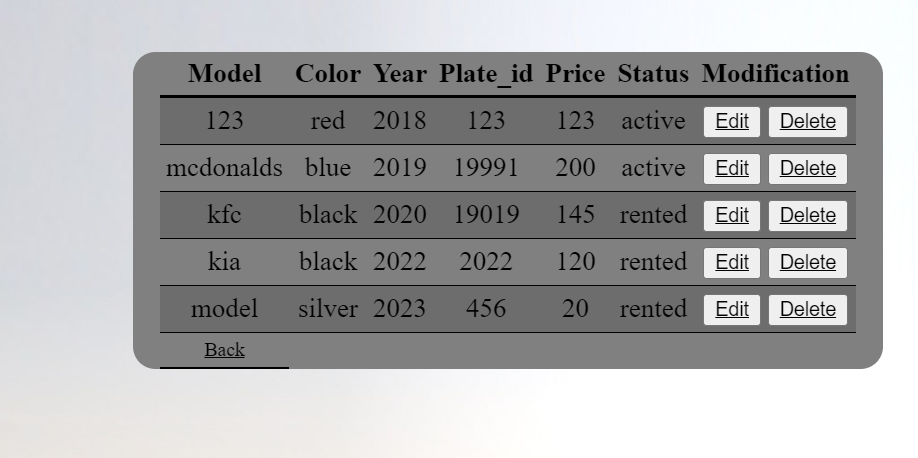 Model Color Year Plate_id Price Status Modification
123 red 2018 123 123 active Edit Delete
mcdonalds blue 2019 19991 200 active Edit Delete
kfc black 2020 19019 145 rented Edit Delete
kia black 2022 2022 120 rented Edit Delete
model silver 2023 456 20 rented Edit Delete
Back